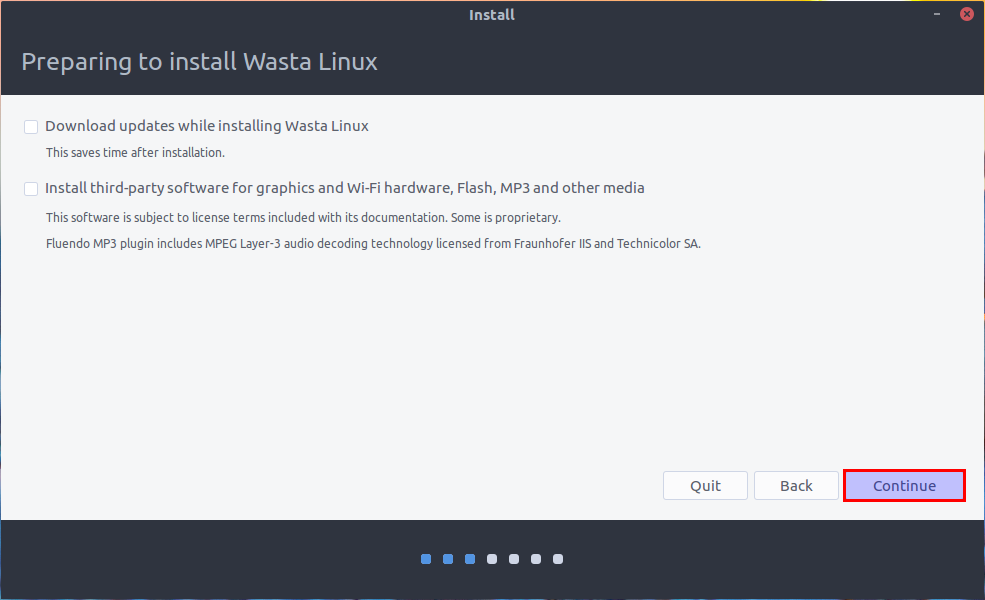 Install
Preparing to install Wasta Linux
Download updates while installing Wasta Linux
This saves time after installation.
Install third-party software for graphics and Wi-Fi hardware, Flash, MP3 and other media
This software is subject to license terms included with its documentation. Some is proprietary.
Fluendo MP3 plugin includes MPEG Layer-3 audio decoding technology licensed from Fraunhofer IIS and Technicolor SA.
Quit Back Continue